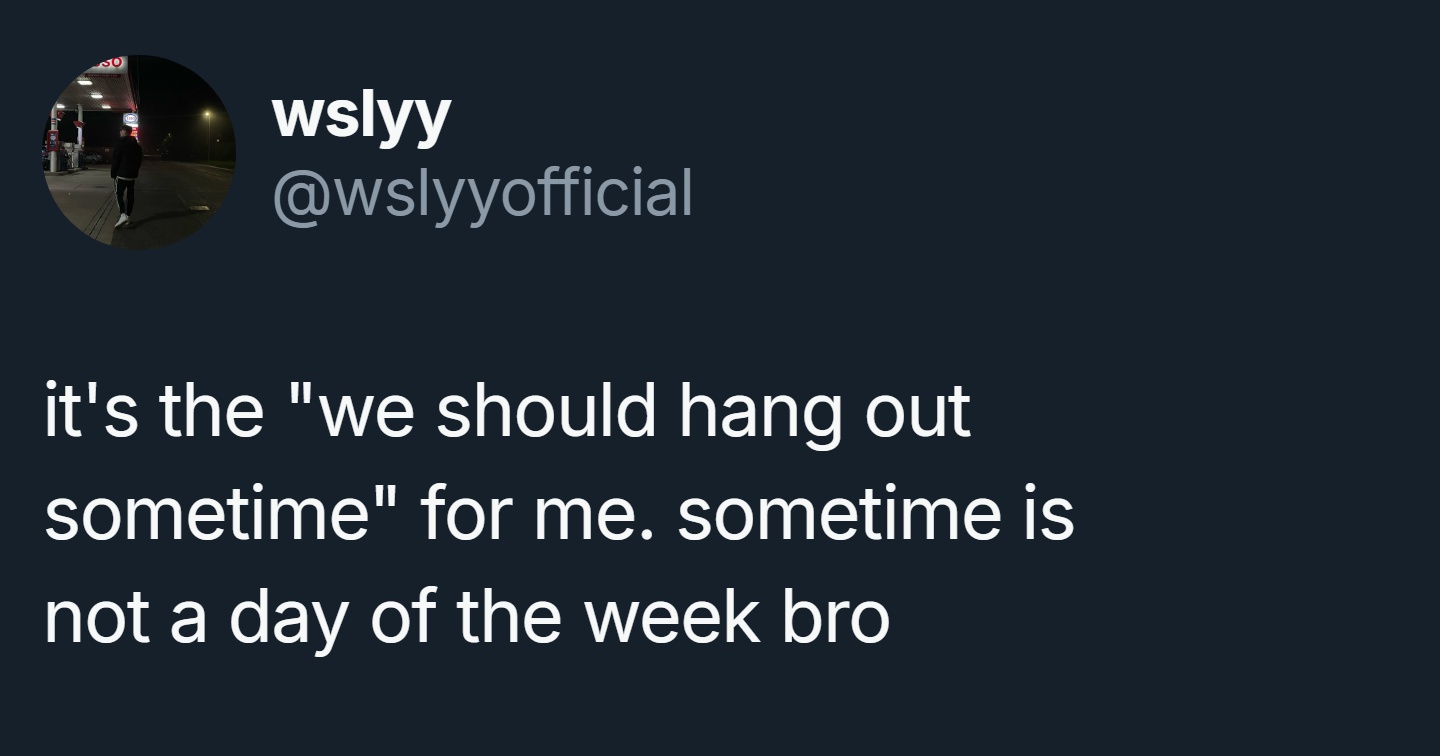 wslyy
@wslyyofficial
it's the "we should hang out
sometime" for me. sometime is
not a day of the week bro